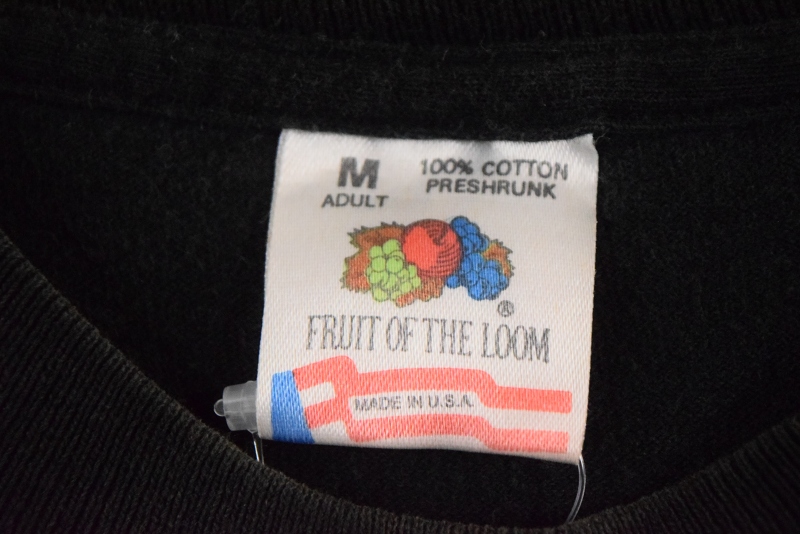 M
ADULT
100% COTTON
PRESHRUNK
®
FRUIT OF THE LOOM
MADE IN U.S.A.